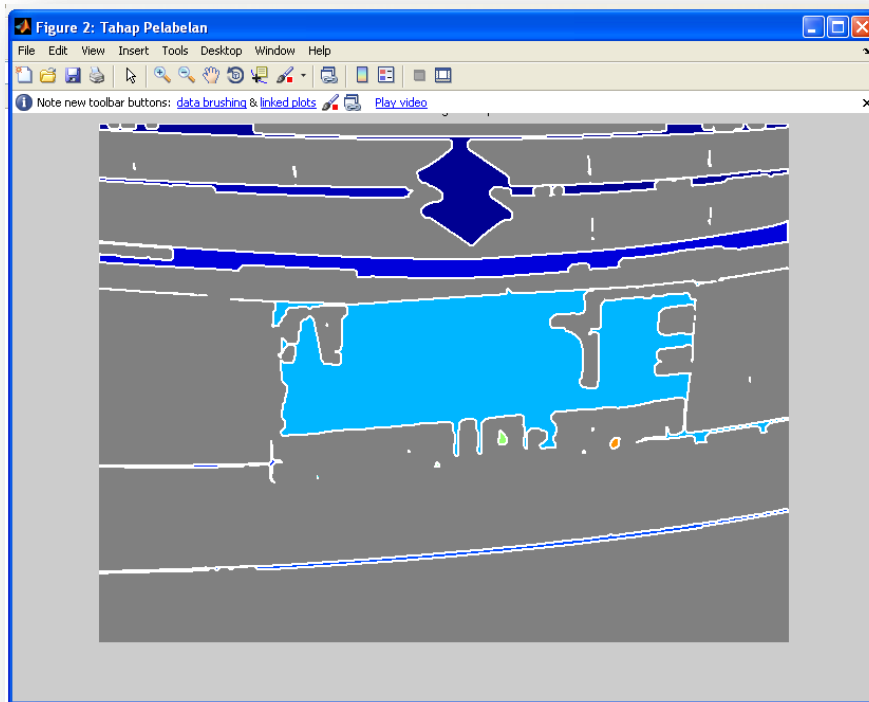 Figure 2: Tahap Pelabelan
File Edit View Insert Tools Desktop Window Help
Note new toolbar buttons: data brushing & linked plots Play video